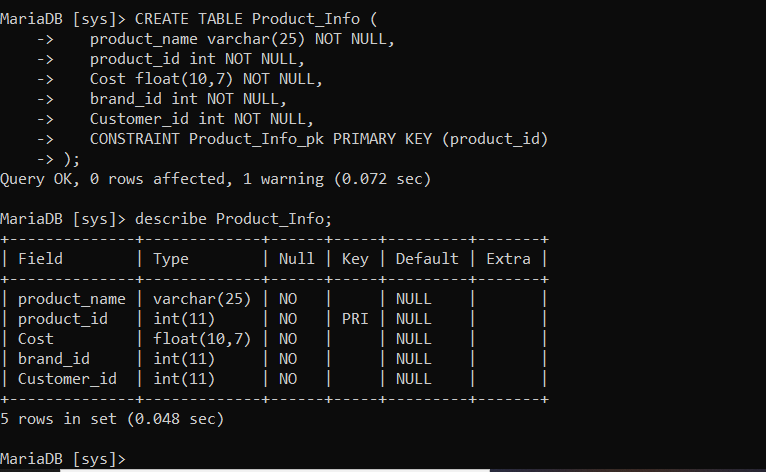 MariaDB [sys]> CREATE TABLE Product_Info (
    ->    product_name varchar(25) NOT NULL,
    ->    product_id int NOT NULL,
    ->    Cost float(10,7) NOT NULL,
    ->    brand_id int NOT NULL,
    ->    Customer_id int NOT NULL,
    ->    CONSTRAINT Product_Info_pk PRIMARY KEY (product_id)
    -> );
Query OK, 0 rows affected, 1 warning (0.072 sec)

MariaDB [sys]> describe Product_Info;
+--------------+-------------+------+-----+---------+-------+
| Field        | Type        | Null | Key | Default | Extra |
+--------------+-------------+------+-----+---------+-------+
| product_name | varchar(25) | NO   |     | NULL    |       |
| product_id   | int(11)     | NO   | PRI | NULL    |       |
| Cost         | float(10,7) | NO   |     | NULL    |       |
| brand_id     | int(11)     | NO   |     | NULL    |       |
| Customer_id  | int(11)     | NO   |     | NULL    |       |
+--------------+-------------+------+-----+---------+-------+
5 rows in set (0.048 sec)

MariaDB [sys]>